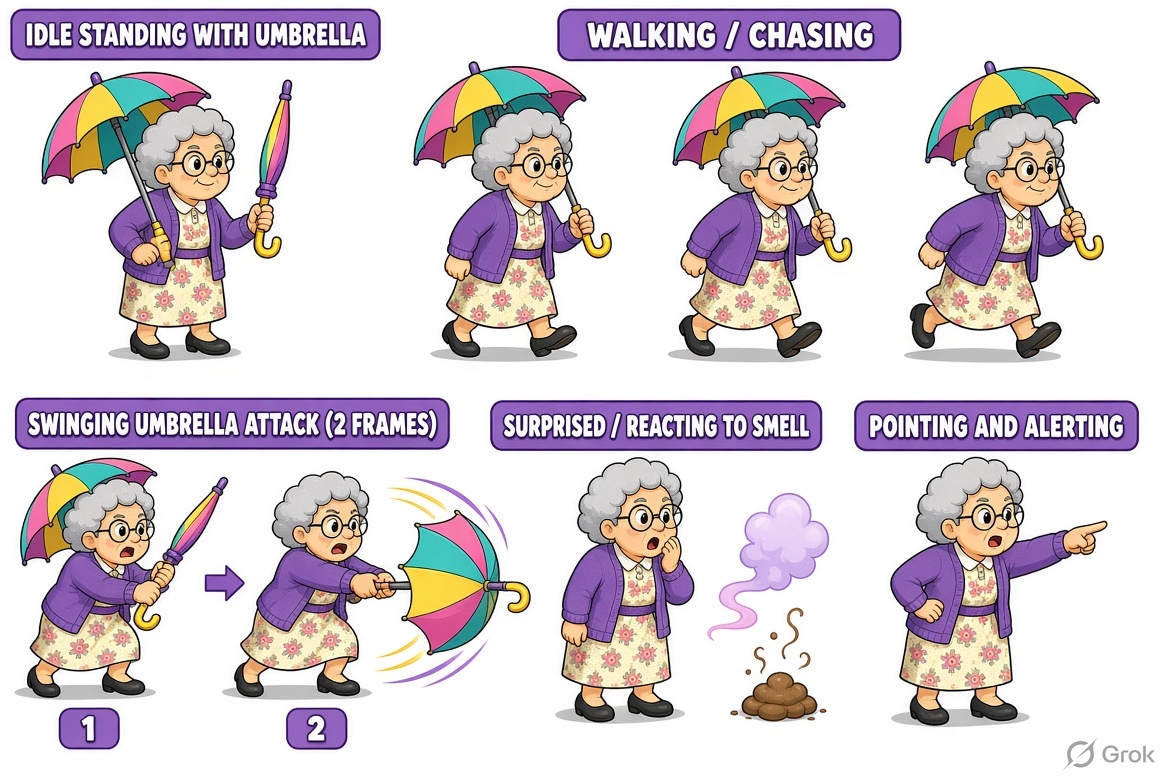 IDLE STANDING WITH UMBRELLA
WALKING / CHASING
SWINGING UMBRELLA ATTACK (2 FRAMES)
SURPRISED / REACTING TO SMELL
POINTING AND ALERTING
1
2
Grok